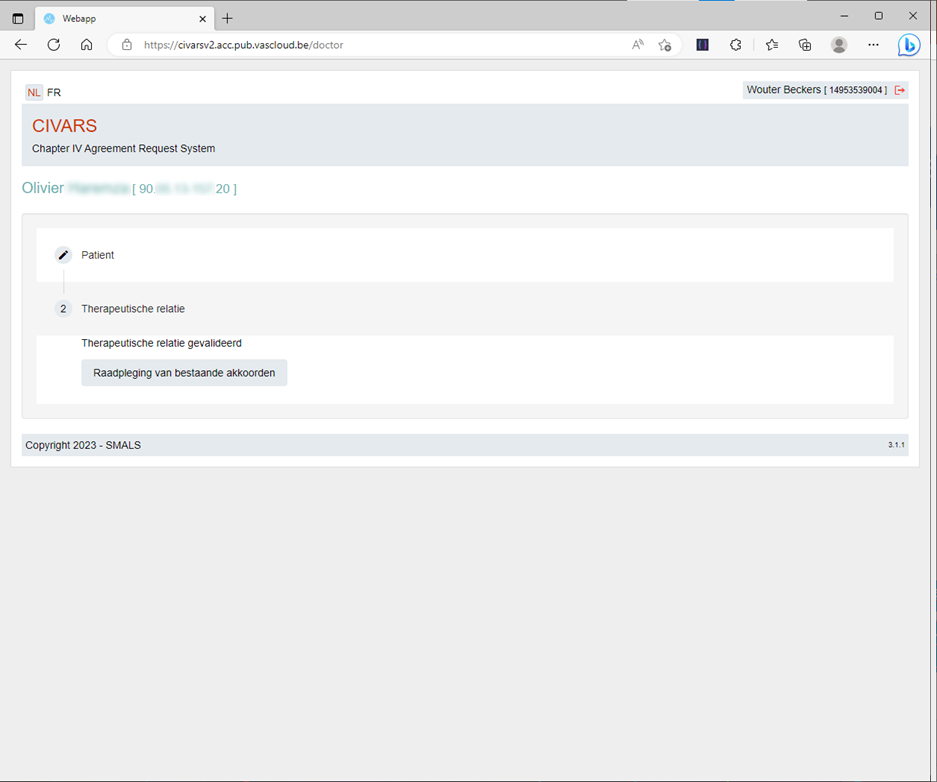 Webapp
https://civarsv2.acc.pub.vascloud.be/doctor
NL FR
Wouter Beckers [ 14953539004 ]
CIVARS
Chapter IV Agreement Request System
Olivier [ 90. .20 ]
Patient
2 Therapeutische relatie
Therapeutische relatie gevalideerd
Raadpleging van bestaande akkoorden
Copyright 2023 - SMALS
3.1.1